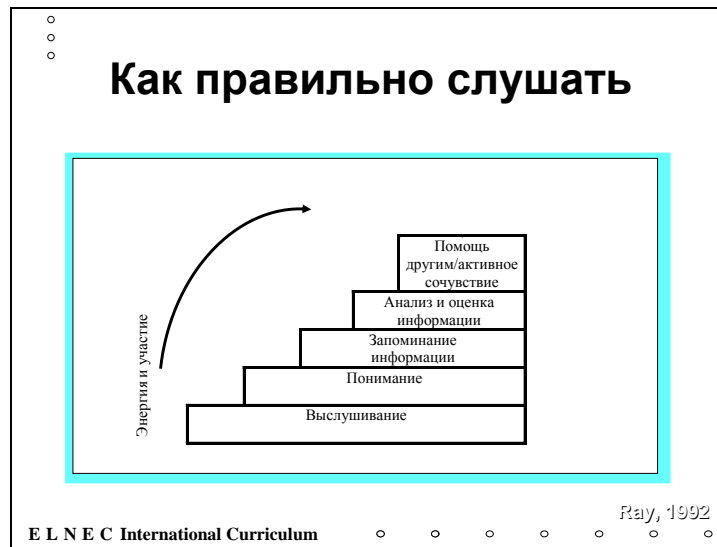 Как правильно слушать
Помощь
другим/активное
сочувствие
Анализ и оценка
информации
Запоминание
информации
Понимание
Выслушивание
Энергия и участие
Ray, 1992
E L N E C International Curriculum